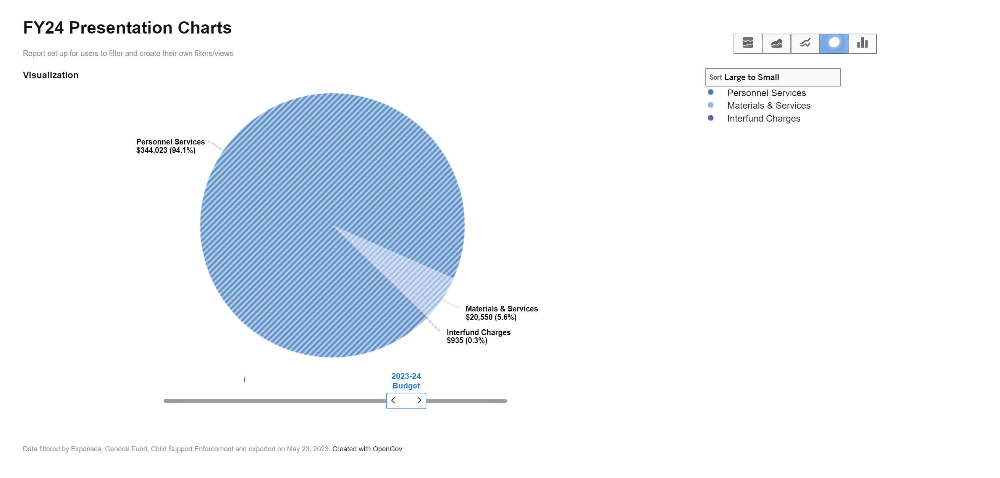 FY24 Presentation Charts
Report set up for users to filter and create their own filters/views
Visualization
Sort Large to Small
Personnel Services
Materials & Services
Interfund Charges
Personnel Services
$344,023 (94.1%)
Materials & Services
$20,550 (5.6%)
Interfund Charges
$935 (0.3%)
2023-24
Budget
Data filtered by Expenses, General Fund, Child Support Enforcement and exported on May 23, 2023. Created with OpenGov